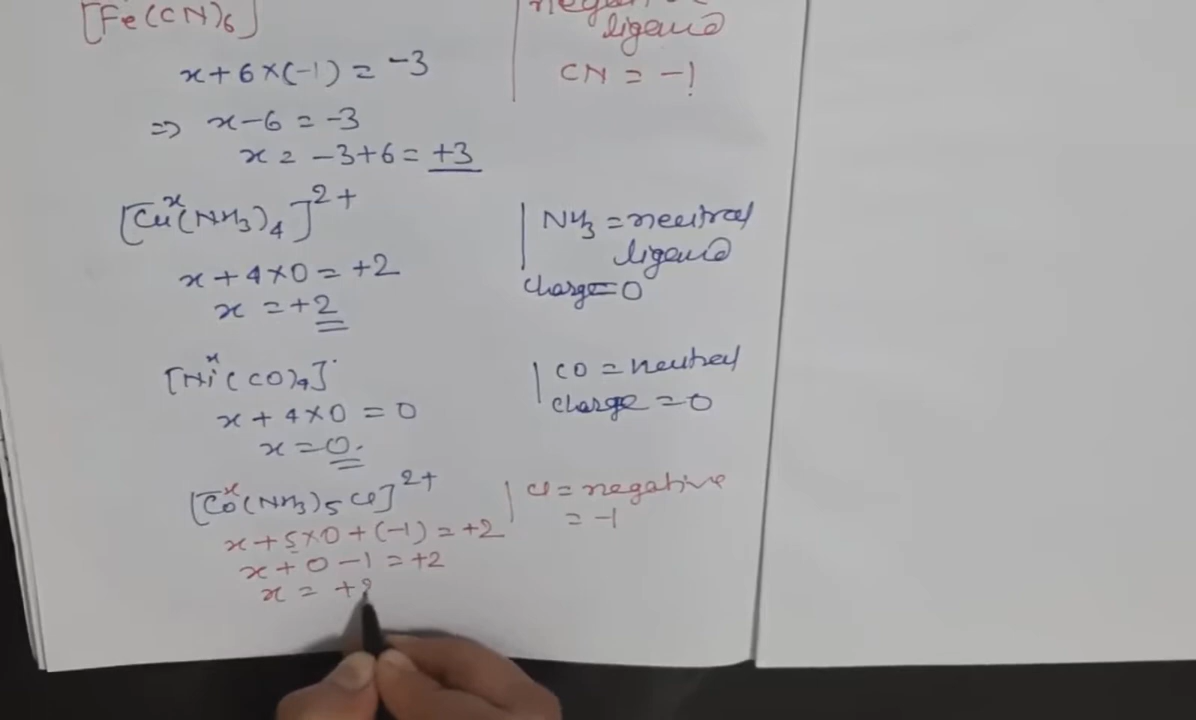 [Fe(CN)6]
x+6×(-1) = -3
=> x-6 = -3
x = -3+6 = +3
ligand
CN = -1
[Cu^x(NH3)4]^2+
x + 4×0 = +2
x = +2
NH3 = neutral
ligand
charge=0
[Ni^x(CO)4]
x + 4×0 = 0
x = 0.
CO = neutral
charge = 0
[Co^x(NH3)5Cl]^2+
x+5×0+(-1) = +2
x + 0 - 1 = +2
x = +
Cl = negative
= -1